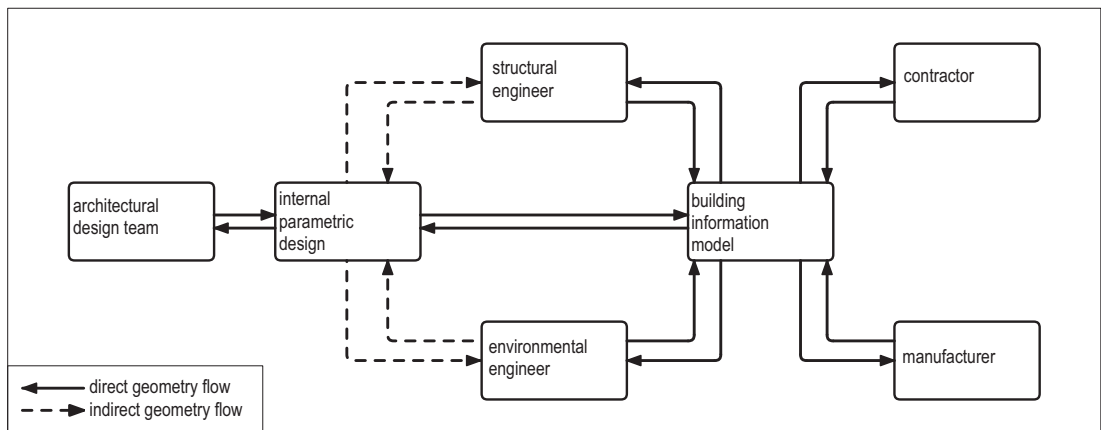 structural
engineer
contractor
architectural
design team
internal
parametric
design
building
information
model
environmental
engineer
manufacturer
direct geometry flow
indirect geometry flow